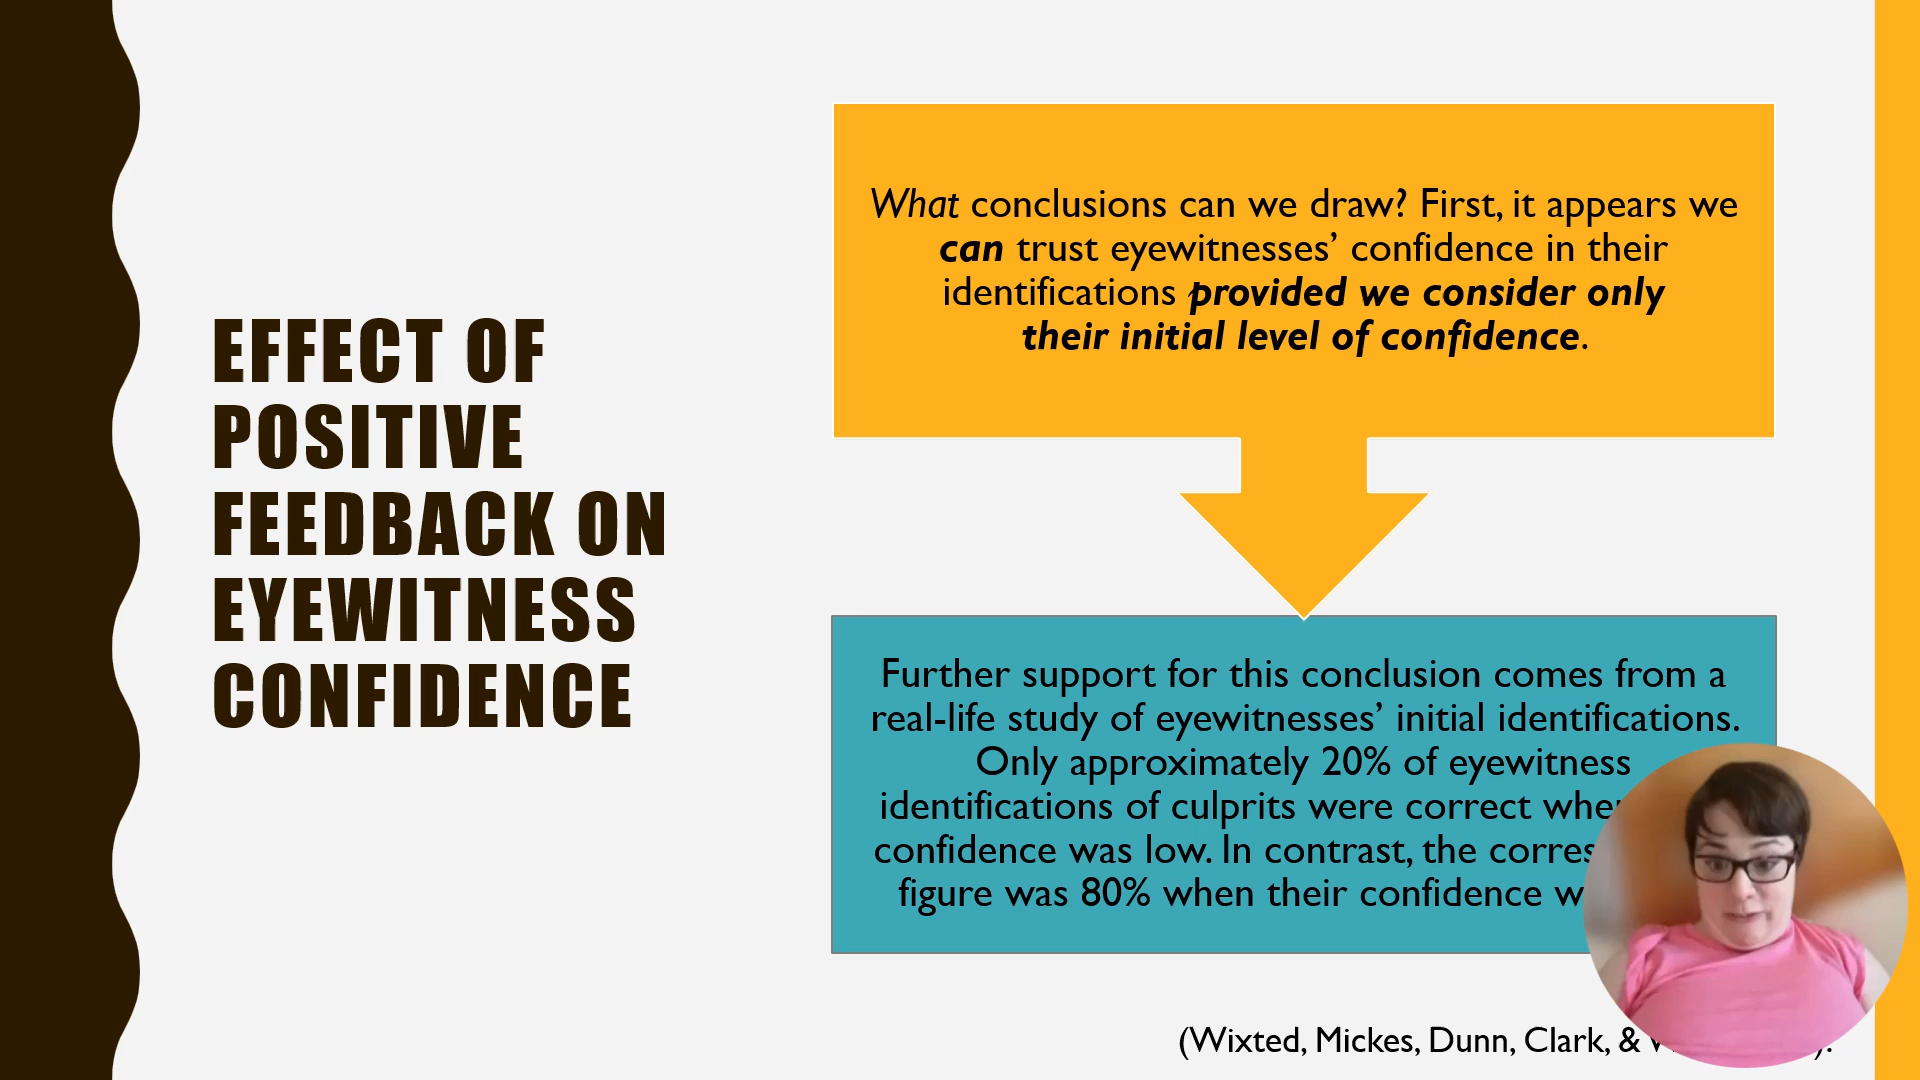 EFFECT OF
POSITIVE
FEEDBACK ON
EYEWITNESS
CONFIDENCE
What conclusions can we draw? First, it appears we
can trust eyewitnesses’ confidence in their
identifications provided we consider only
their initial level of confidence.
Further support for this conclusion comes from a
real-life study of eyewitnesses’ initial identifications.
Only approximately 20% of eyewitness
identifications of culprits were correct
confidence was low. In contrast, the
figure was 80% when their confidence
(Wixted, Mickes, Dunn, Clark, &